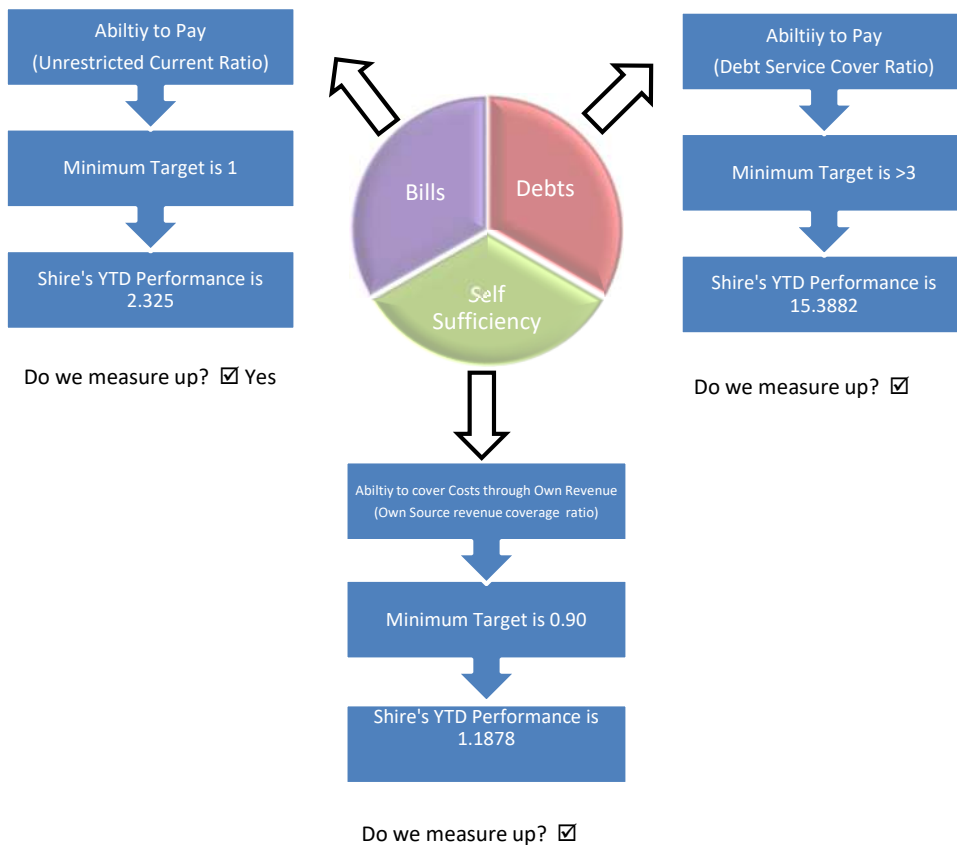 Abiltiy to Pay
(Unrestricted Current Ratio)
Minimum Target is 1
Shire's YTD Performance is
2.325
Do we measure up? ☑ Yes
Bills
Debts
Self
Sufficiency
Abiltiiy to Pay
(Debt Service Cover Ratio)
Minimum Target is >3
Shire's YTD Performance is
15.3882
Do we measure up? ☑
Abiltiy to cover Costs through Own Revenue
(Own Source revenue coverage ratio)
Minimum Target is 0.90
Shire's YTD Performance is
1.1878
Do we measure up? ☑